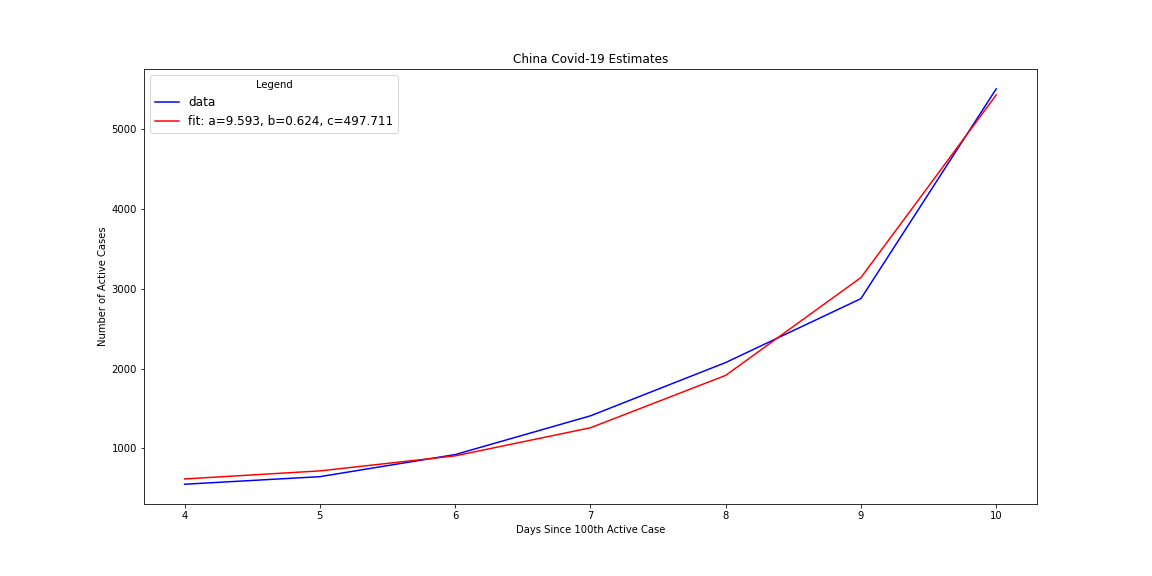 China Covid-19 Estimates
Legend
data
fit: a=9.593, b=0.624, c=497.711
Number of Active Cases
5000
4000
3000
2000
1000
4 5 6 7 8 9 10
Days Since 100th Active Case